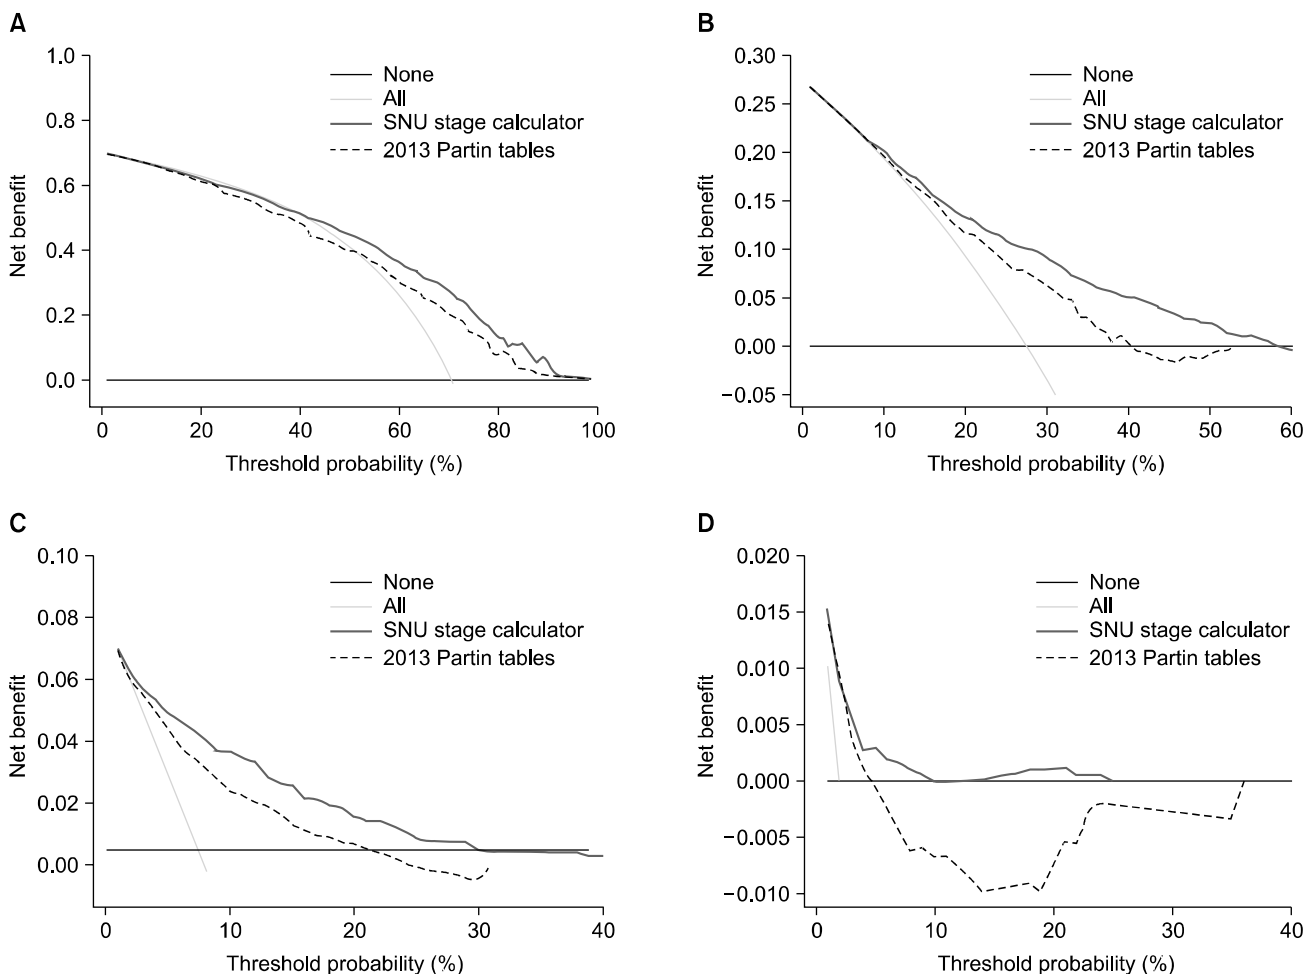 A
Net benefit
1.0
0.8
0.6
0.4
0.2
0.0
None
All
SNU stage calculator
2013 Partin tables
0 20 40 60 80 100
Threshold probability (%)
B
Net benefit
0.30
0.25
0.20
0.15
0.10
0.05
0.00
−0.05
None
All
SNU stage calculator
2013 Partin tables
0 10 20 30 40 50 60
Threshold probability (%)
C
Net benefit
0.10
0.08
0.06
0.04
0.02
0.00
None
All
SNU stage calculator
2013 Partin tables
0 10 20 30 40
Threshold probability (%)
D
Net benefit
0.020
0.015
0.010
0.005
0.000
−0.005
−0.010
None
All
SNU stage calculator
2013 Partin tables
0 10 20 30 40
Threshold probability (%)